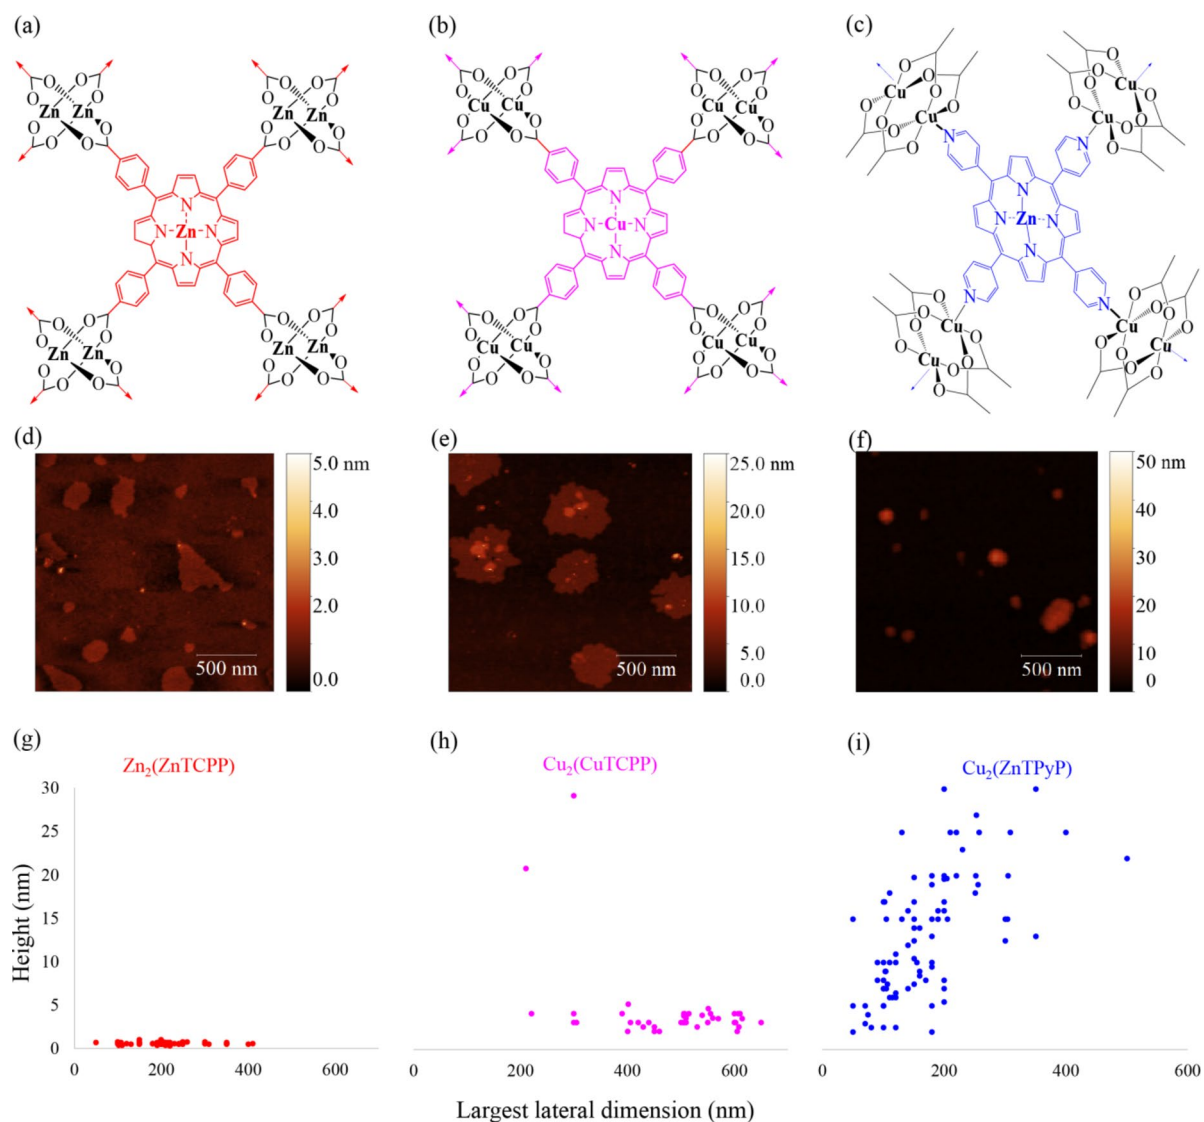 (a)
(b)
(c)
O O O O
O Zn Zn O
O O O O
O O O O
O Zn Zn O
O O O O
N
N Zn N
N
O O O O
O Zn Zn O
O O O O
O O O O
O Zn Zn O
O O O O
O O O O
O Cu Cu O
O O O O
O O O O
O Cu Cu O
O O O O
N
N Cu N
N
O O O O
O Cu Cu O
O O O O
O O O O
O Cu Cu O
O O O O
O O O O
Cu Cu
O O O O
O O O O
Cu Cu
O O O O
N N
N
N Zn N
N
N N
O O O O
Cu Cu
O O O O
O O O O
Cu Cu
O O O O
(d)
5.0 nm
4.0
3.0
2.0
0.0
500 nm
(e)
25.0 nm
20.0
15.0
10.0
5.0
0.0
500 nm
(f)
50 nm
40
30
20
10
0
500 nm
(g)
Zn2(ZnTCPP)
(h)
Cu2(CuTCPP)
(i)
Cu2(ZnTPyP)
Height (nm)
30
25
20
15
10
5
0
0 200 400 600
0 200 400 600
0 200 400 600
Largest lateral dimension (nm)